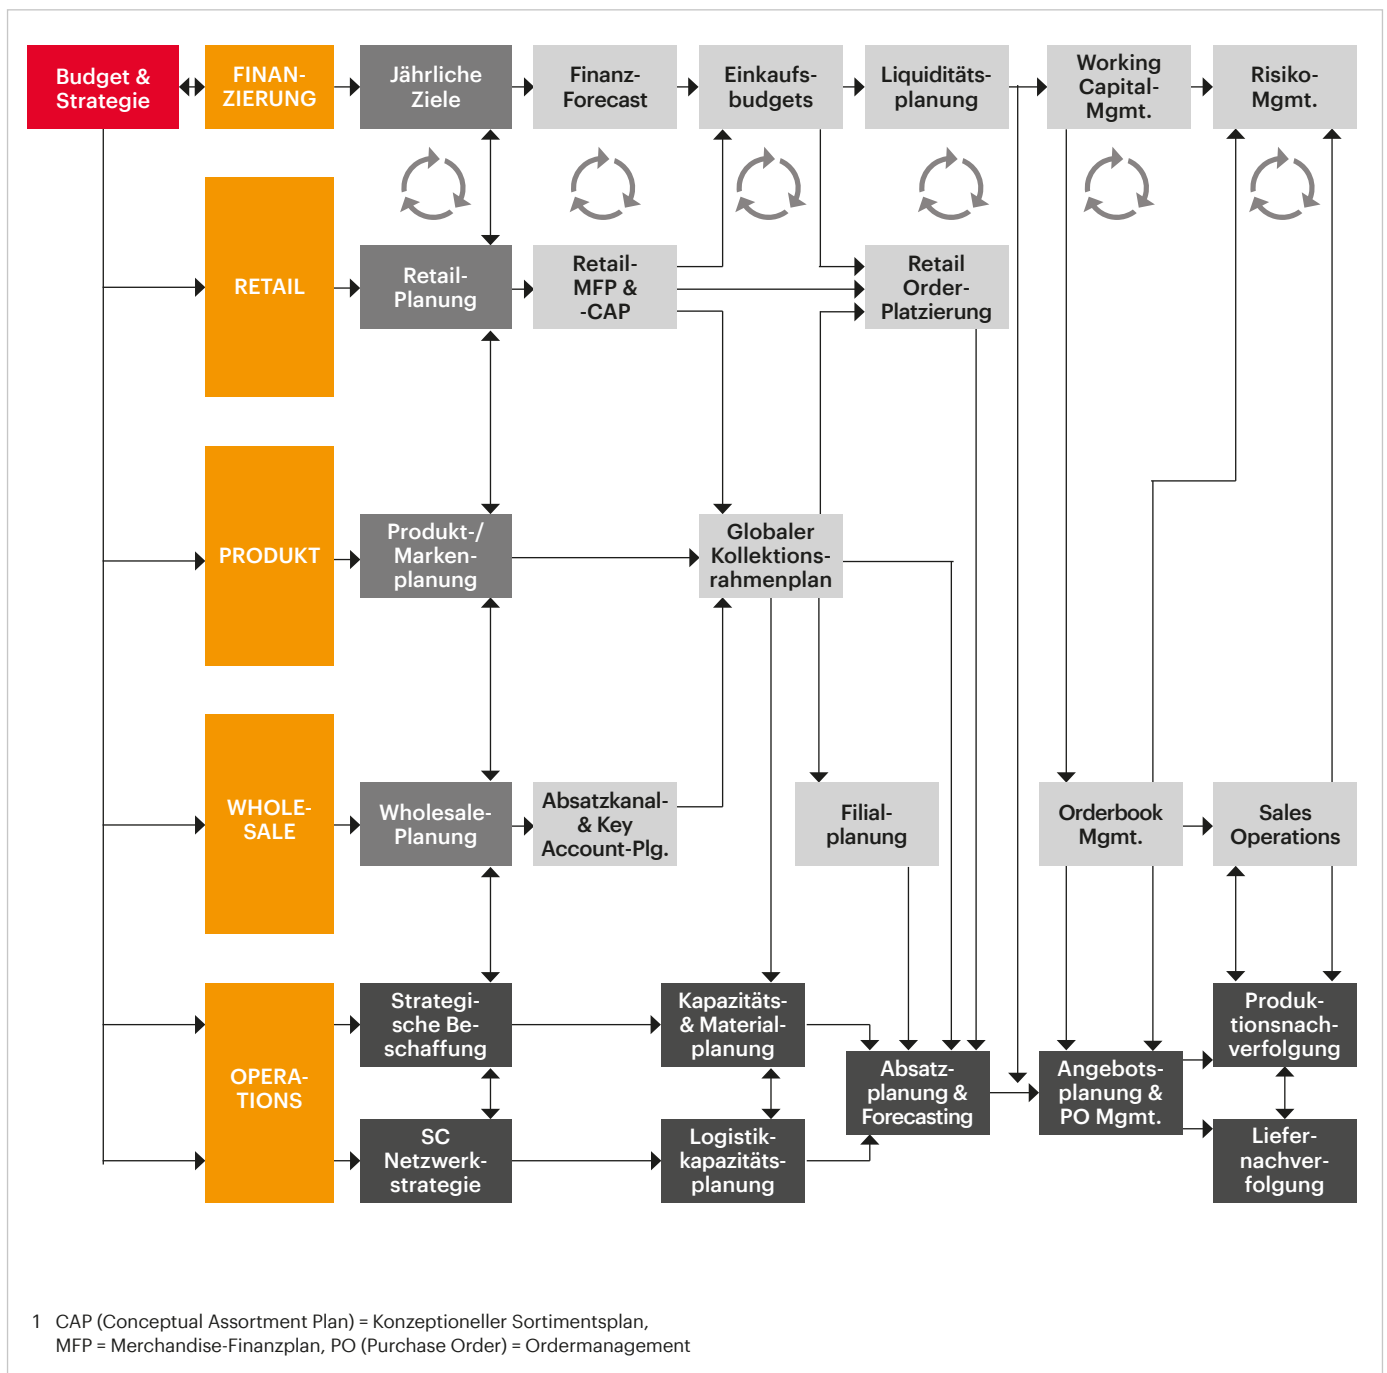 Budget &
Strategie
FINAN-
ZIERUNG
Jährliche
Ziele
Finanz-
Forecast
Einkaufs-
budgets
Liquiditäts-
planung
Working
Capital-
Mgmt.
Risiko-
Mgmt.
RETAIL
Retail-
Planung
Retail-
MFP &
-CAP
Retail
Order-
Platzierung
PRODUKT
Produkt-/
Marken-
planung
Globaler
Kollektions-
rahmenplan
WHOLE-
SALE
Wholesale-
Planung
Absatzkanal-
& Key
Account-Plg.
Filial-
planung
Orderbook
Mgmt.
Sales
Operations
OPERA-
TIONS
Strategi-
sche Be-
schaffung
Kapazitäts-
& Material-
planung
Produk-
tionsnach-
verfolgung
Absatz-
planung &
Forecasting
Angebots-
planung &
PO Mgmt.
SC
Netzwerk-
strategie
Logistik-
kapazitäts-
planung
Liefer-
nachver-
folgung
1 CAP (Conceptual Assortment Plan) = Konzeptioneller Sortimentsplan,
MFP = Merchandise-Finanzplan, PO (Purchase Order) = Ordermanagement